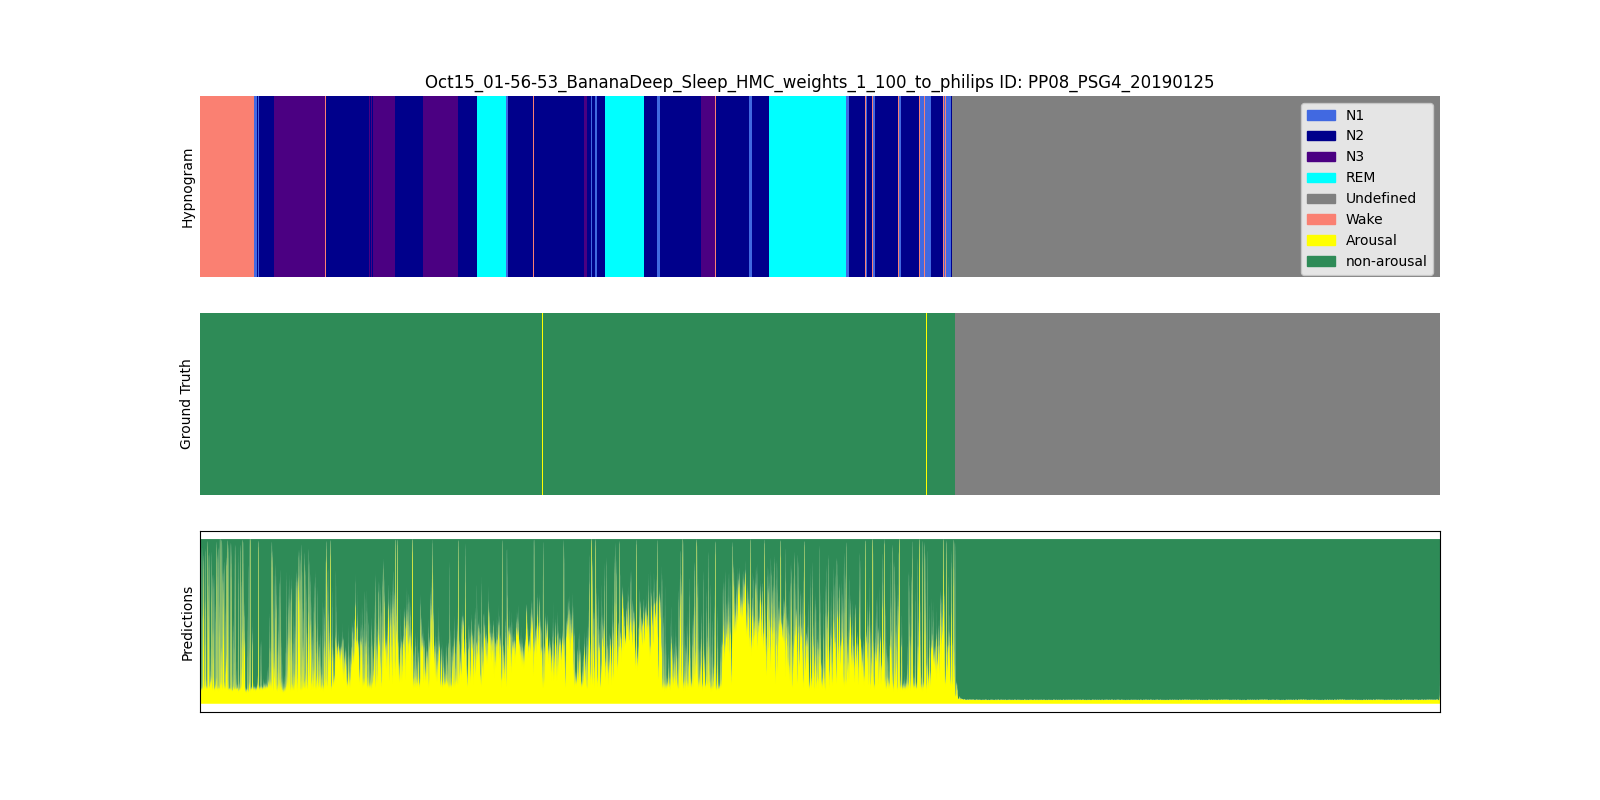 Oct15_01-56-53_BananaDeep_Sleep_HMC_weights_1_100_to_philips ID: PP08_PSG4_20190125
Hypnogram
N1
N2
N3
REM
Undefined
Wake
Arousal
non-arousal
Ground Truth
Predictions